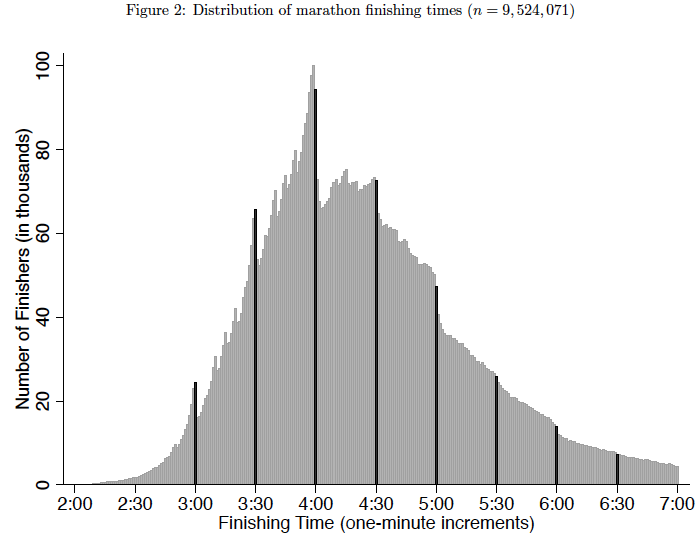 Figure 2: Distribution of marathon finishing times (n = 9, 524, 071)
Number of Finishers (in thousands)
100
80
60
40
20
0
2:00 2:30 3:00 3:30 4:00 4:30 5:00 5:30 6:00 6:30 7:00
Finishing Time (one-minute increments)